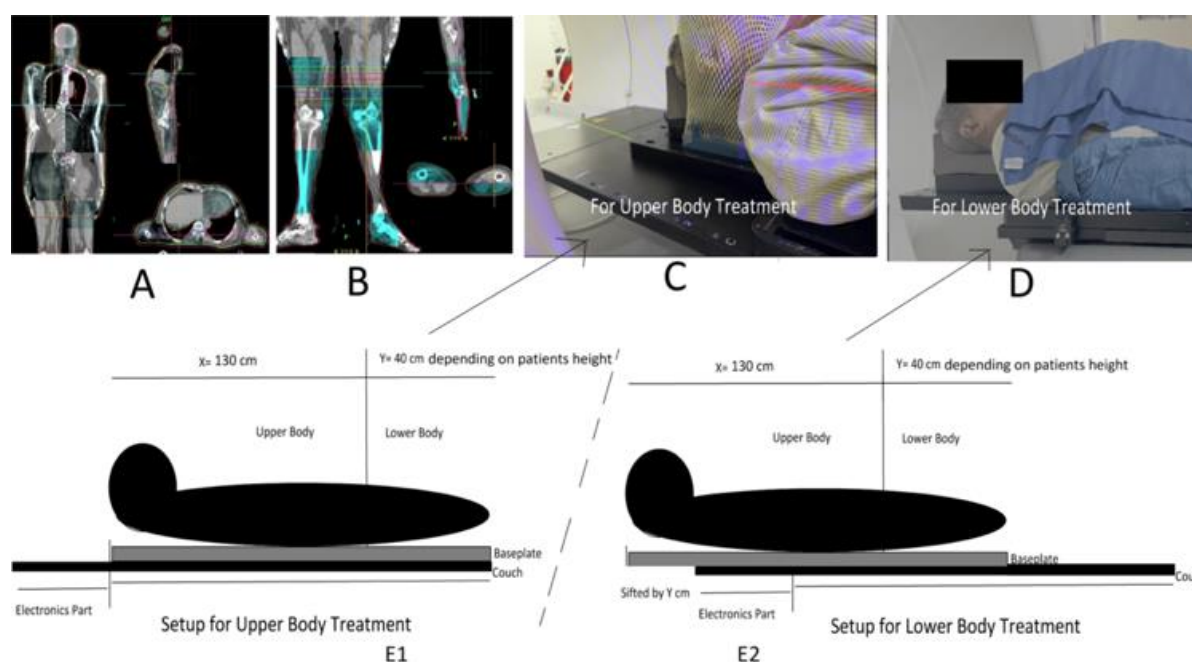 For Upper Body Treatment
For Lower Body Treatment
A
B
C
D
x= 130 cm
Y= 40 cm depending on patients height
x= 130 cm
Y= 40 cm depending on patients height
Upper Body
Lower Body
Upper Body
Lower Body
Baseplate
Couch
Electronics Part
Baseplate
Cou
Sifted by Y cm
Electronics Part
Setup for Upper Body Treatment
Setup for Lower Body Treatment
E1
E2